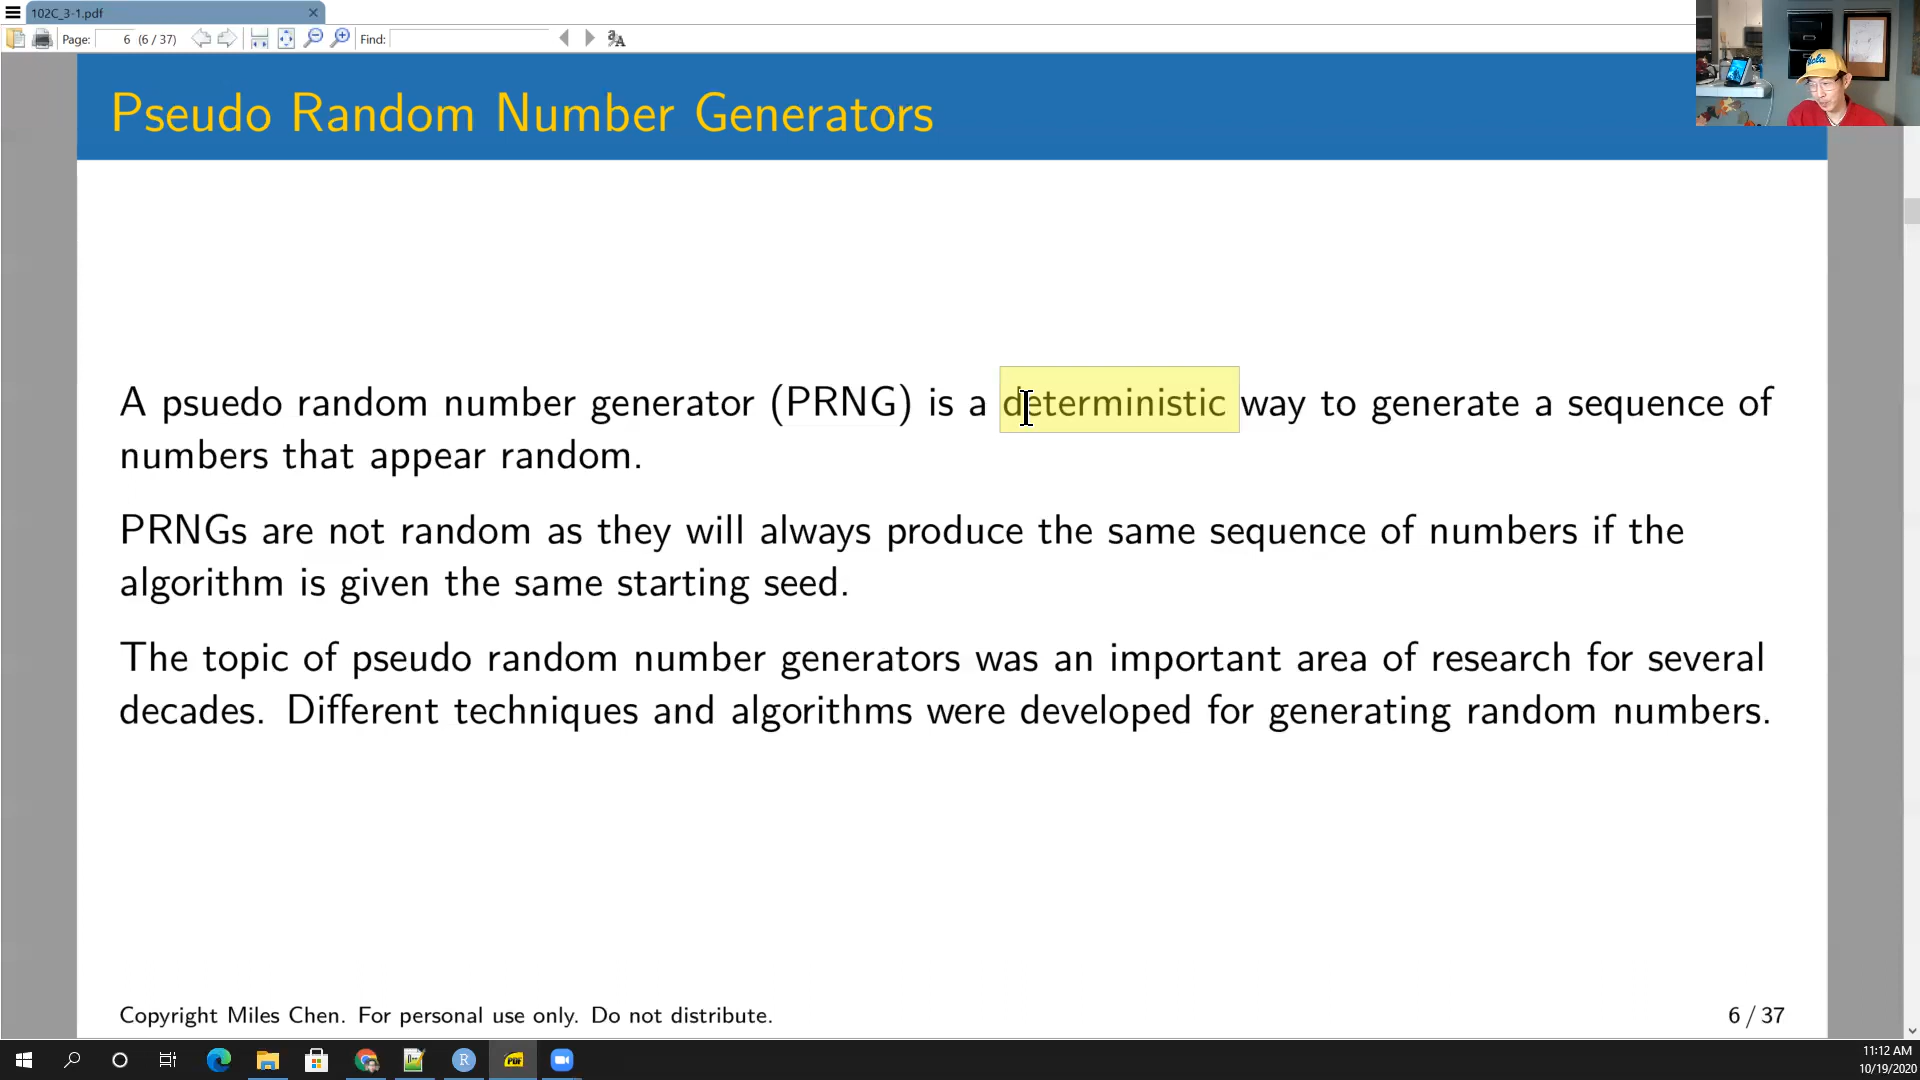 102C_3-1.pdf
Page: 6 (6 / 37) Find:
Pseudo Random Number Generators
A psuedo random number generator (PRNG) is a deterministic way to generate a sequence of
numbers that appear random.
PRNGs are not random as they will always produce the same sequence of numbers if the
algorithm is given the same starting seed.
The topic of pseudo random number generators was an important area of research for several
decades. Different techniques and algorithms were developed for generating random numbers.
Copyright Miles Chen. For personal use only. Do not distribute.
6 / 37
11:12 AM
10/19/2020